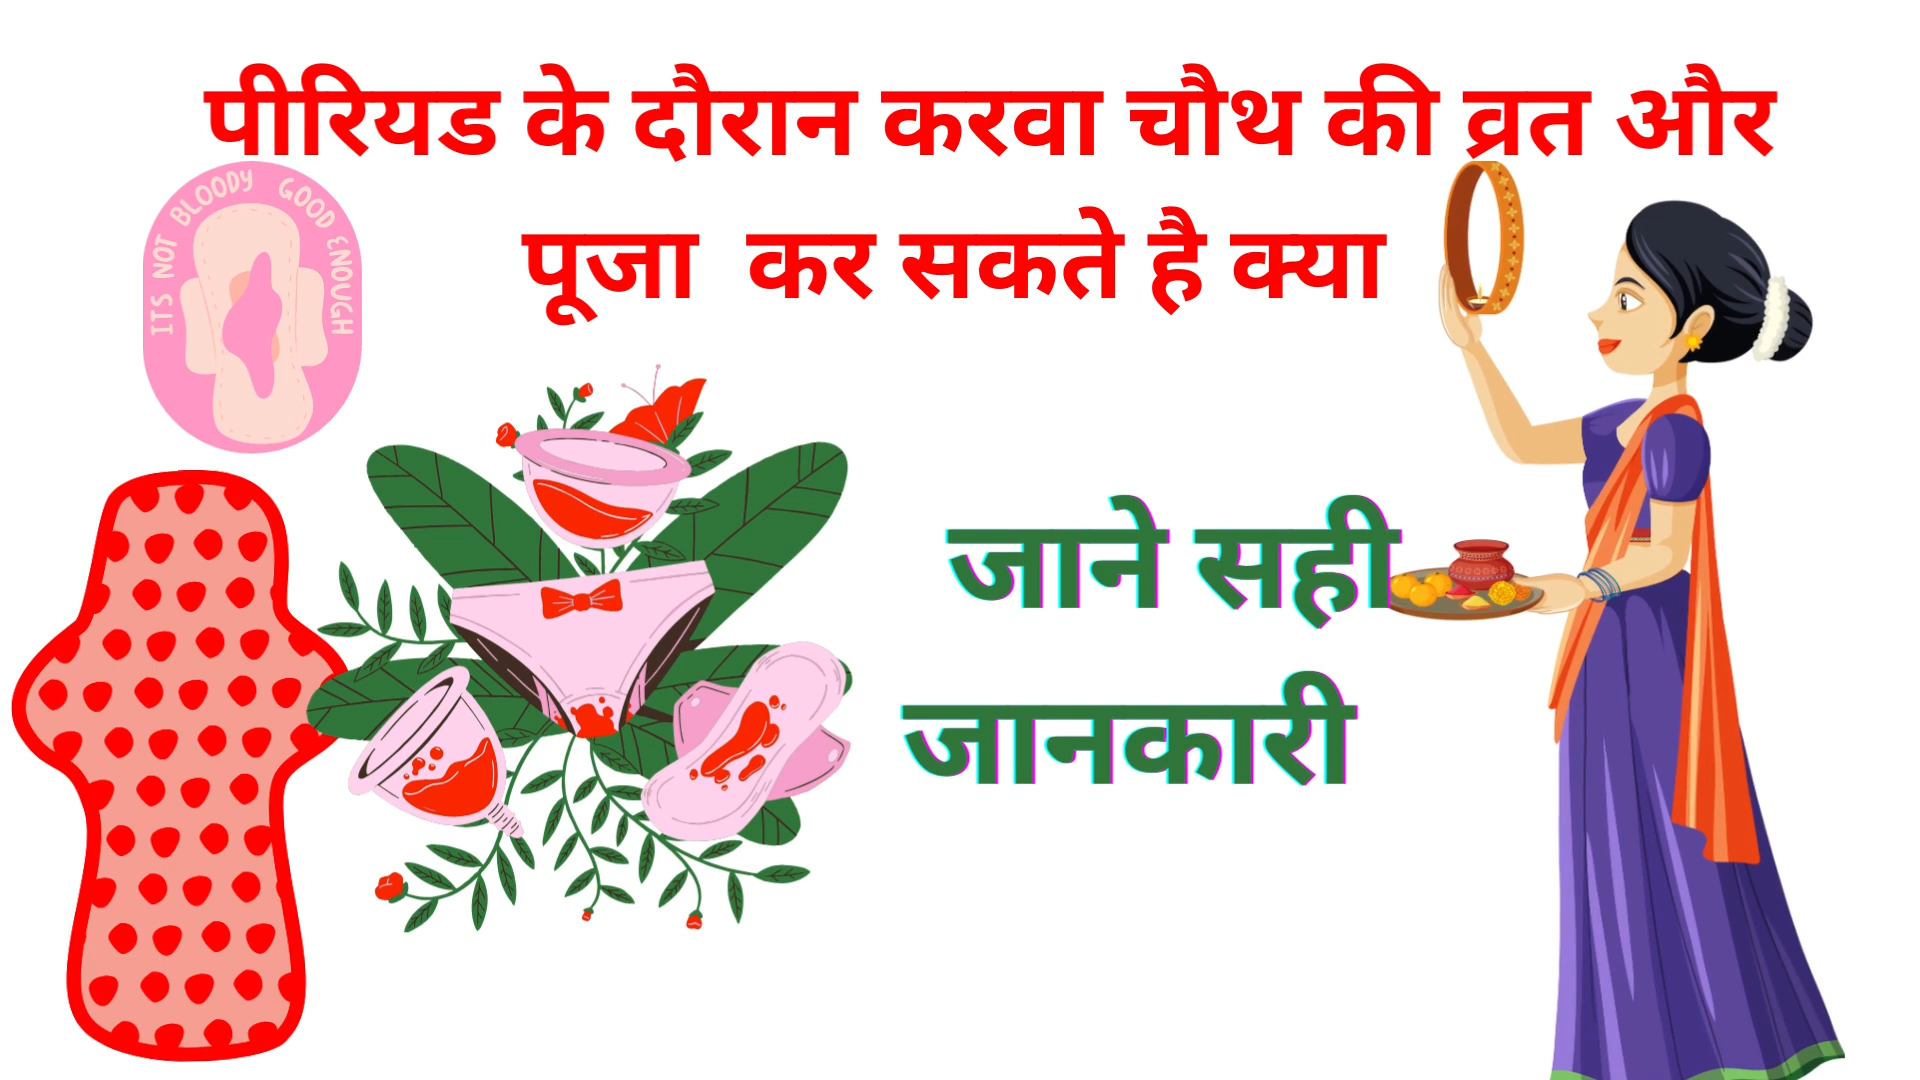 पीरियड के दौरान करवा चौथ की व्रत और
पूजा कर सकते है क्या
ITS NOT BLOODY GOOD ENOUGH
जाने सही
जानकारी